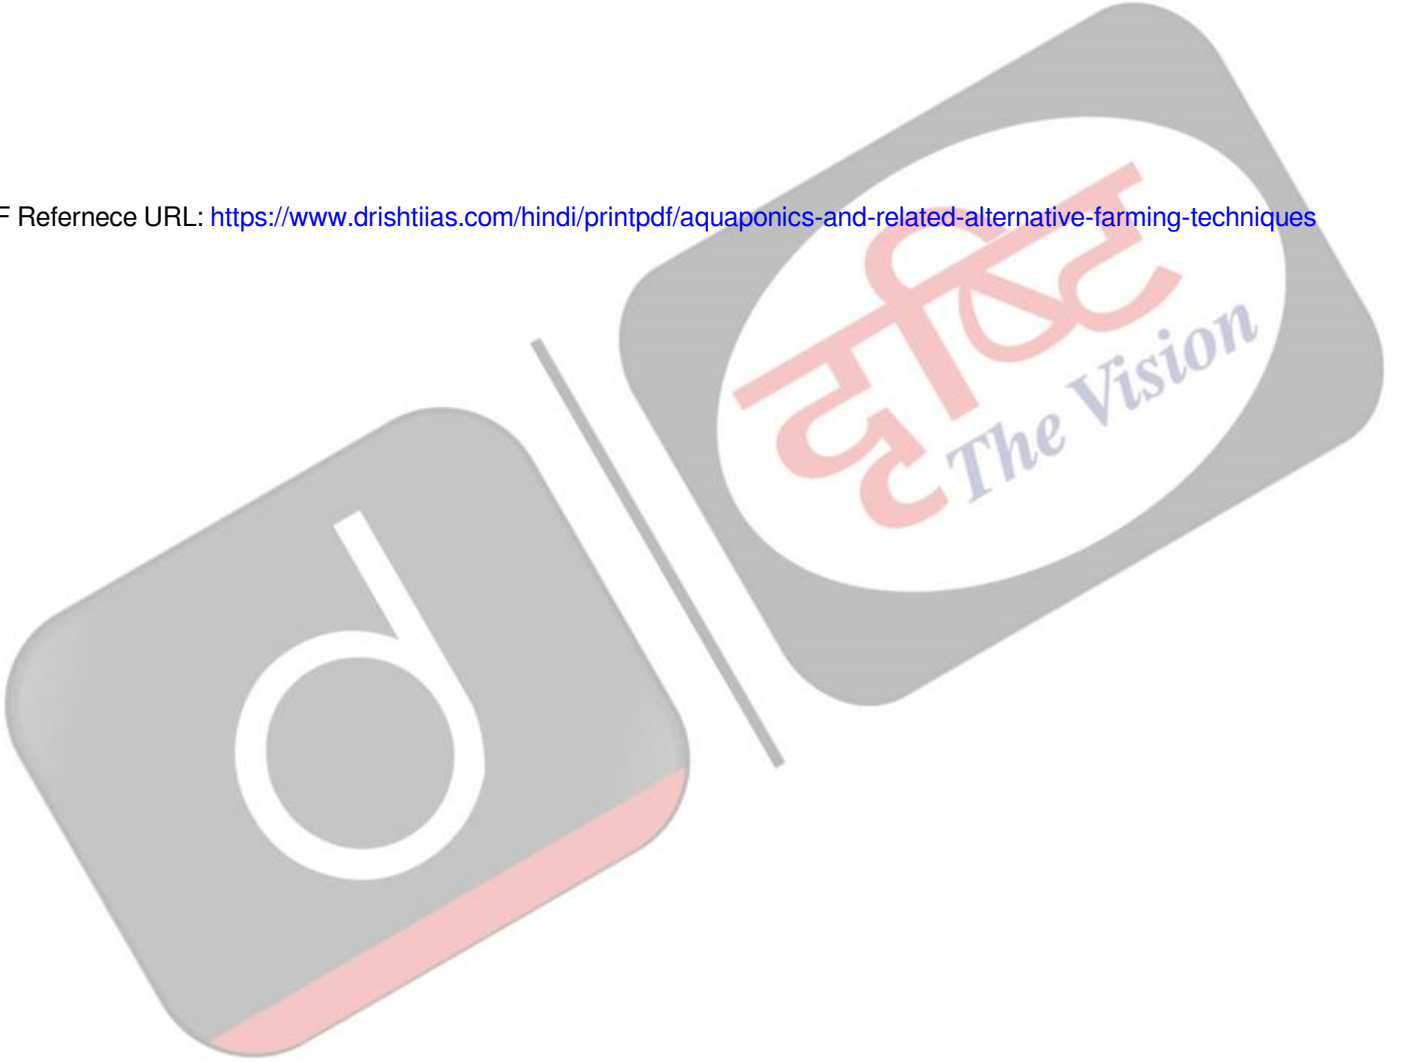 F Refernece URL: https://www.drishtiias.com/hindi/printpdf/aquaponics-and-related-alternative-farming-techniques
दृष्टि
The Vision
d